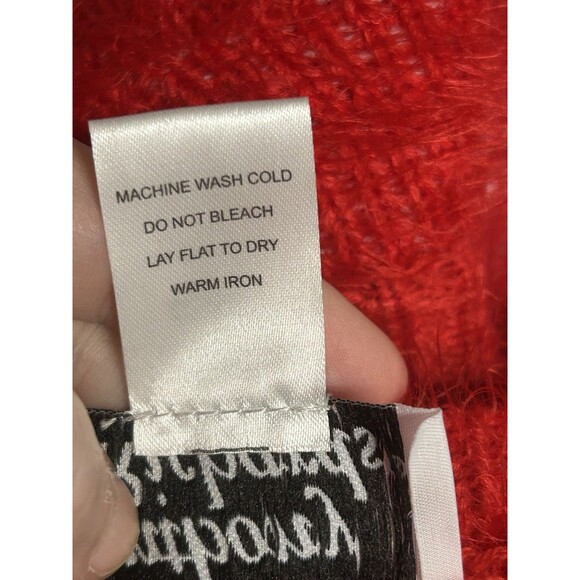 MACHINE WASH COLD
DO NOT BLEACH
LAY FLAT TO DRY
WARM IRON